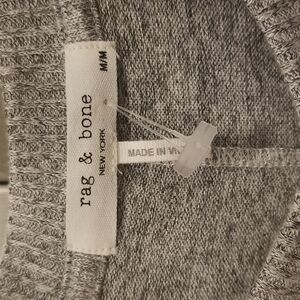 rag & bone
NEW YORK
M/M
MADE IN